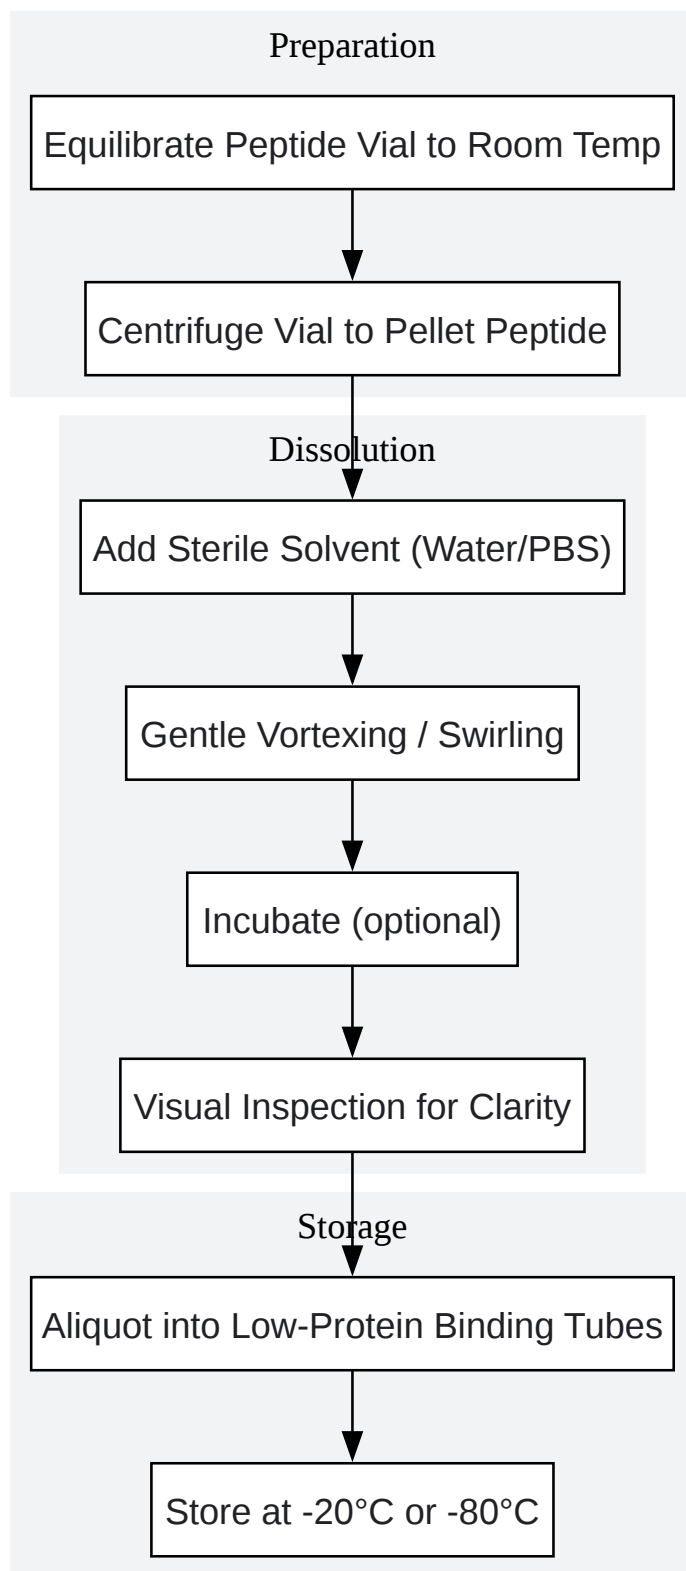 Preparation
Equilibrate Peptide Vial to Room Temp
Centrifuge Vial to Pellet Peptide
Dissolution
Add Sterile Solvent (Water/PBS)
Gentle Vortexing / Swirling
Incubate (optional)
Visual Inspection for Clarity
Storage
Aliquot into Low-Protein Binding Tubes
Store at -20°C or -80°C